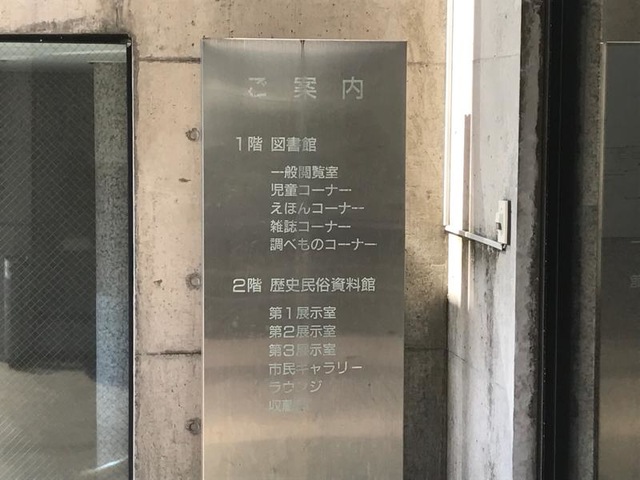 ご案内
1階 図書館
一般閲覧室
児童コーナー
えほんコーナー
雑誌コーナー
調べものコーナー
2階 歴史民俗資料館
第1展示室
第2展示室
第3展示室
市民ギャラリー
ラウンジ